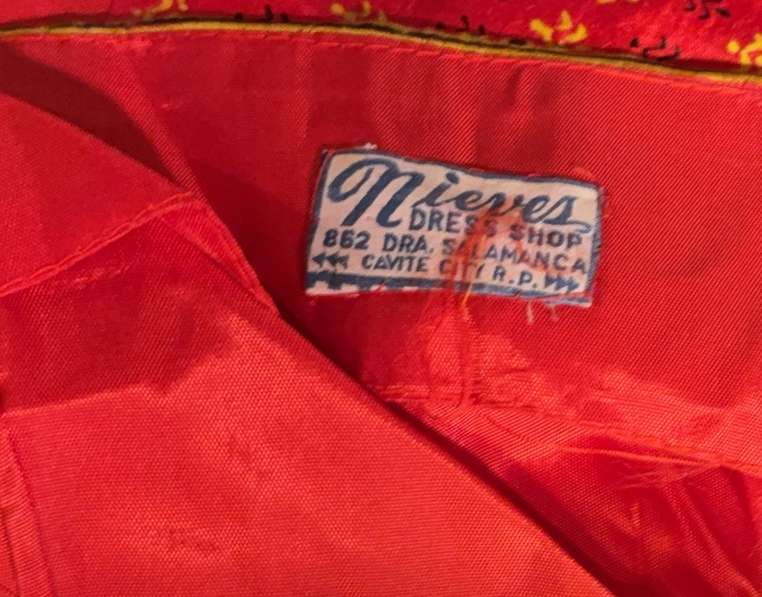 Nieves
DRESS SHOP
862 DRA. SALAMANCA
CAVITE CITY R.P.